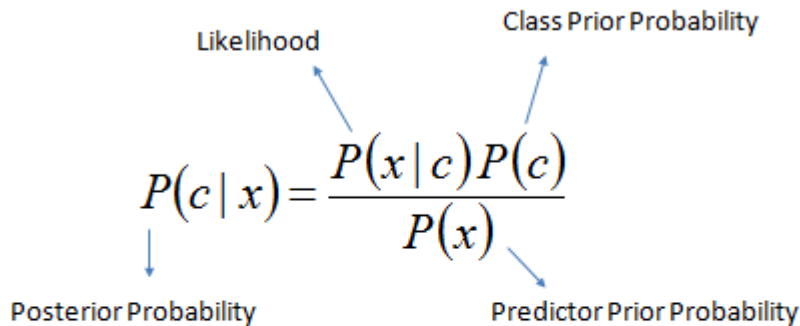 Class Prior Probability
Likelihood
P(c | x) = P(x | c) P(c) / P(x)
Posterior Probability
Predictor Prior Probability